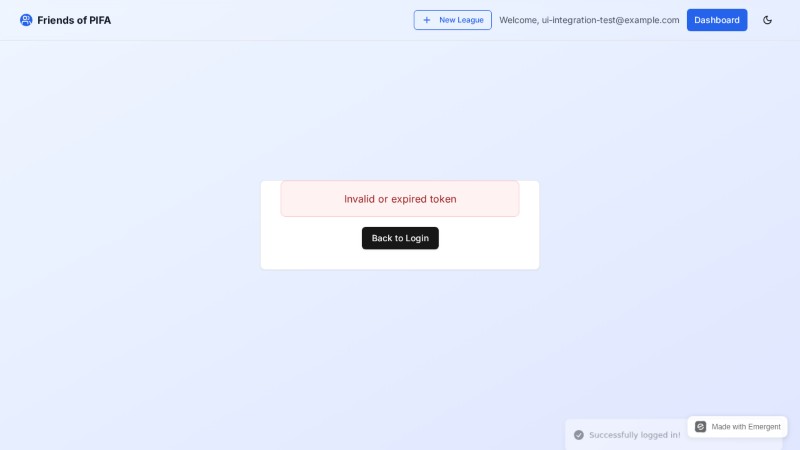 Friends of PIFA
New League
Welcome, ui-integration-test@example.com
Dashboard
Invalid or expired token
Back to Login
Successfully logged in!
Made with Emergent